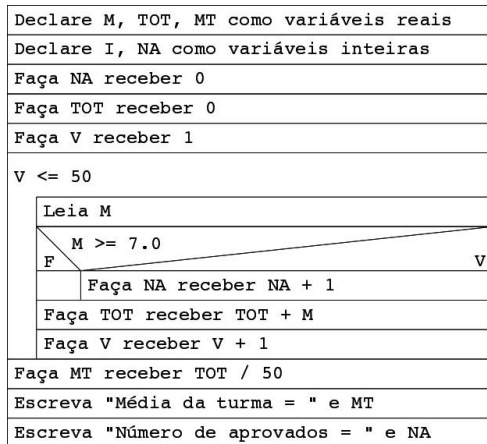 Declare M, TOT, MT como variáveis reais
Declare I, NA como variáveis inteiras
Faça NA receber 0
Faça TOT receber 0
Faça V receber 1
V <= 50
Leia M
M >= 7.0
F V
Faça NA receber NA + 1
Faça TOT receber TOT + M
Faça V receber V + 1
Faça MT receber TOT / 50
Escreva "Média da turma = " e MT
Escreva "Número de aprovados = " e NA